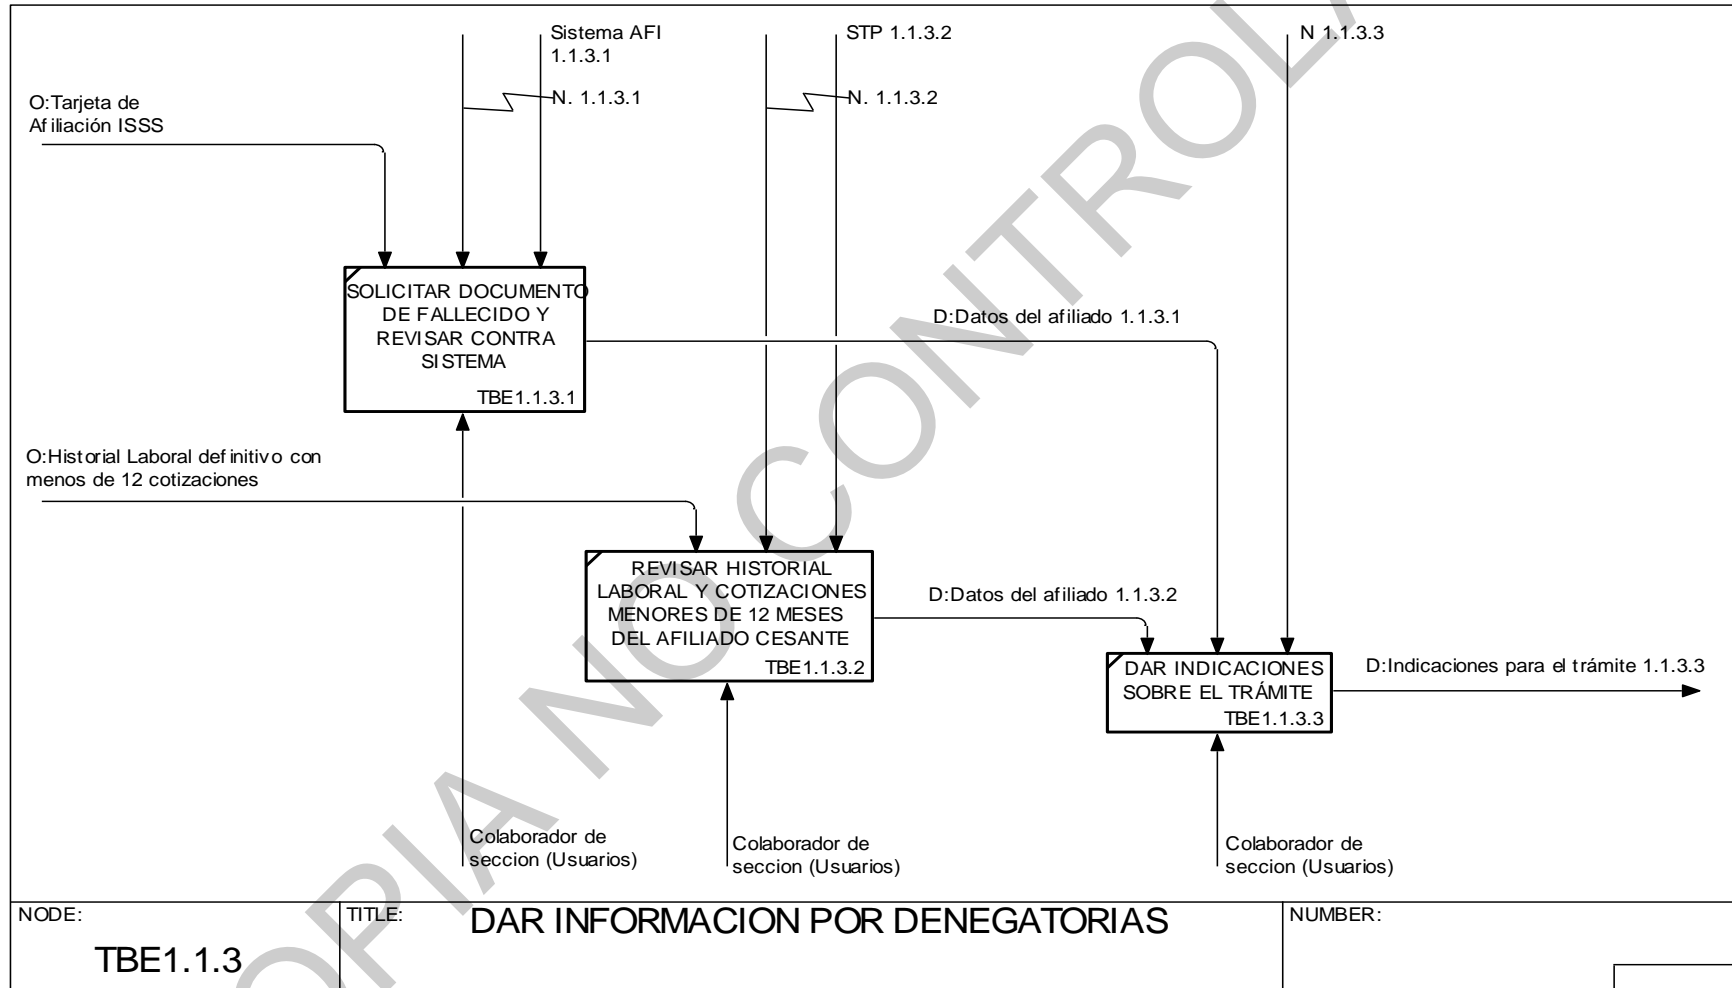 Sistema AFI
1.1.3.1
STP 1.1.3.2
N 1.1.3.3
N. 1.1.3.1
N. 1.1.3.2
O:Tarjeta de
Afiliación ISSS
SOLICITAR DOCUMENTO
DE FALLECIDO Y
REVISAR CONTRA
SISTEMA
TBE1.1.3.1
D:Datos del afiliado 1.1.3.1
O:Historial Laboral definitivo con
menos de 12 cotizaciones
REVISAR HISTORIAL
LABORAL Y COTIZACIONES
MENORES DE 12 MESES
DEL AFILIADO CESANTE
TBE1.1.3.2
D:Datos del afiliado 1.1.3.2
DAR INDICACIONES
SOBRE EL TRÁMITE
TBE1.1.3.3
D:Indicaciones para el trámite 1.1.3.3
Colaborador de
seccion (Usuarios)
Colaborador de
seccion (Usuarios)
Colaborador de
seccion (Usuarios)
NODE:
TBE1.1.3
TITLE:
DAR INFORMACION POR DENEGATORIAS
NUMBER:
OPIA NO CONTROLA